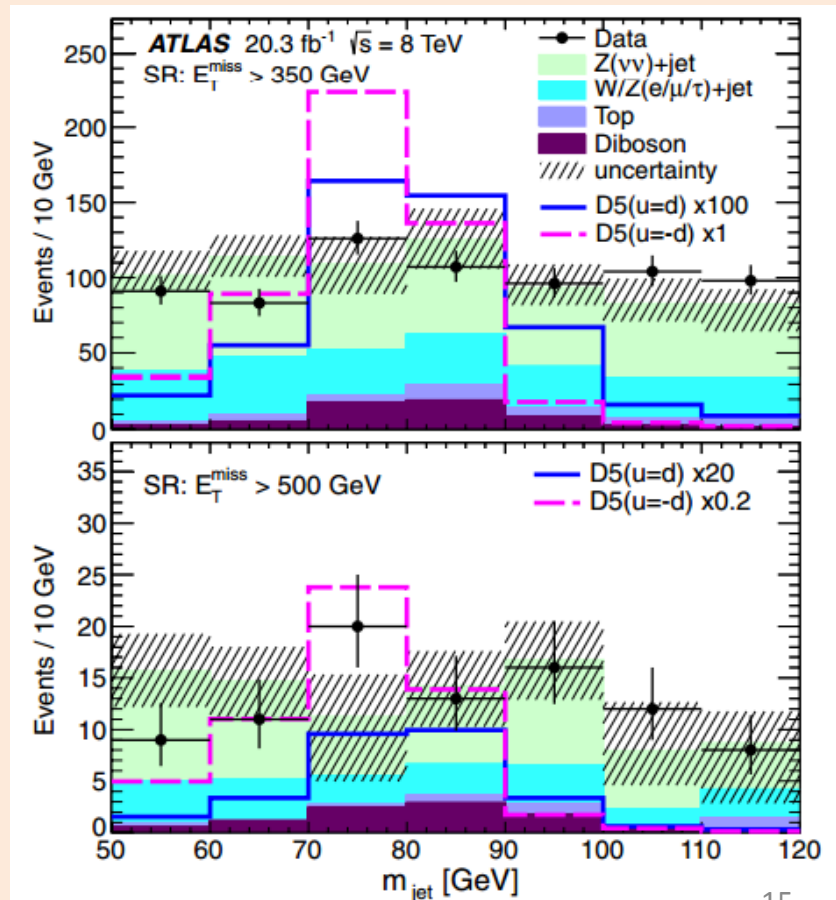 ATLAS 20.3 fb⁻¹ √s = 8 TeV
SR: E_T^miss > 350 GeV
Data
Z(νν)+jet
W/Z(e/μ/τ)+jet
Top
Diboson
uncertainty
D5(u=d) x100
D5(u=-d) x1
Events / 10 GeV
250
200
150
100
50
0
SR: E_T^miss > 500 GeV
D5(u=d) x20
D5(u=-d) x0.2
Events / 10 GeV
35
30
25
20
15
10
5
0
50 60 70 80 90 100 110 120
m_jet [GeV]
15